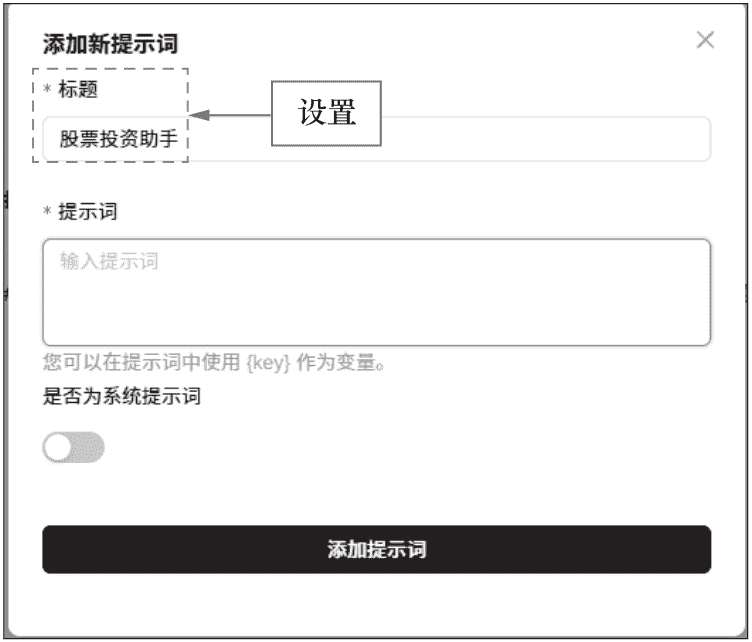 添加新提示词
* 标题
设置
股票投资助手
* 提示词
输入提示词
您可以在提示词中使用 {key} 作为变量。
是否为系统提示词
添加提示词